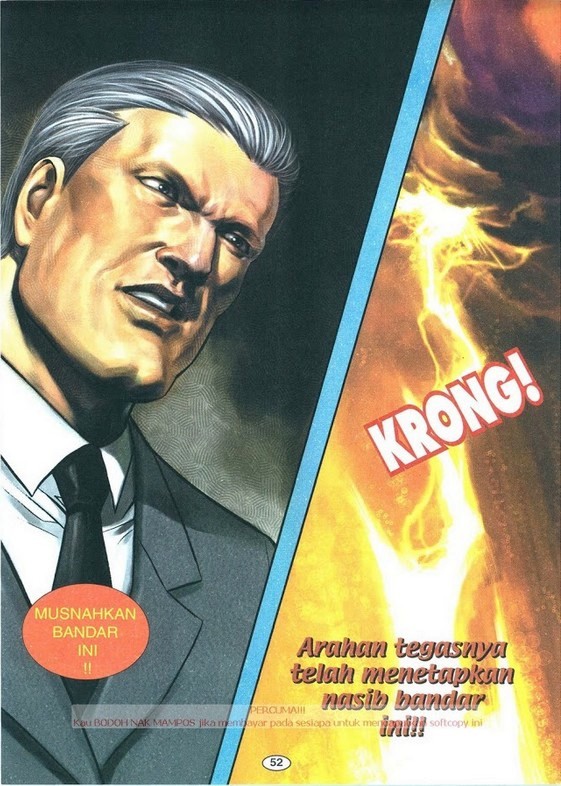 KRONG!
MUSNAHKAN
BANDAR
INI
!!
Arahan tegasnya
telah menetapkan
nasib bandar
ini!!
PERCUMA!!!
Kau BODOH NAK MAMPOS jika membayar pada sesiapa untuk softcopy ini
52